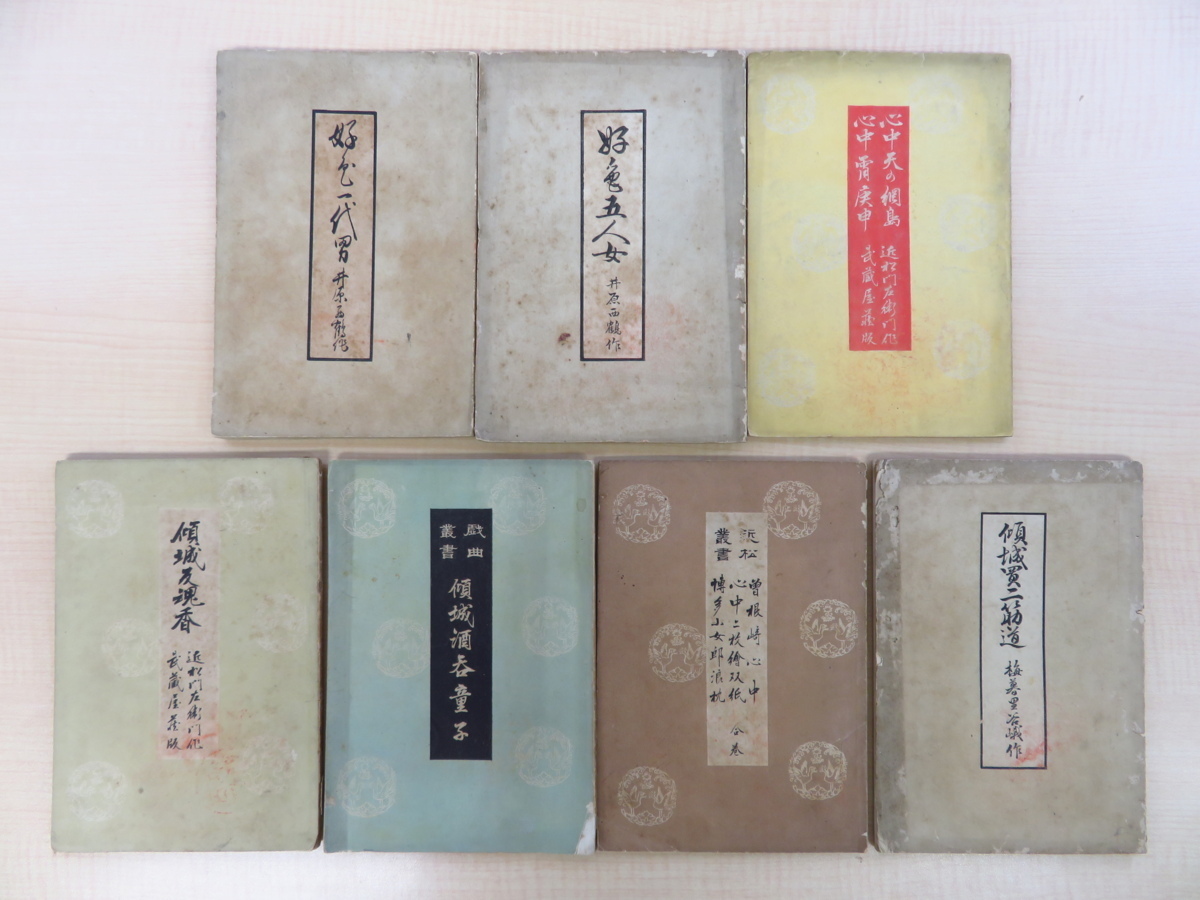 好色一代男 井原西鶴作
好色五人女 井原西鶴作
心中天の網島 近松門左衛門作
心中宵庚申 武蔵屋蔵版
傾城反魂香 近松門左衛門作
武蔵屋蔵版
戯曲
叢書
傾城酒呑童子
近松
叢書
曽根崎心中
心中二枚絵双紙
博多小女郎浪枕
合巻
傾城買二筋道 梅暮里谷峨作